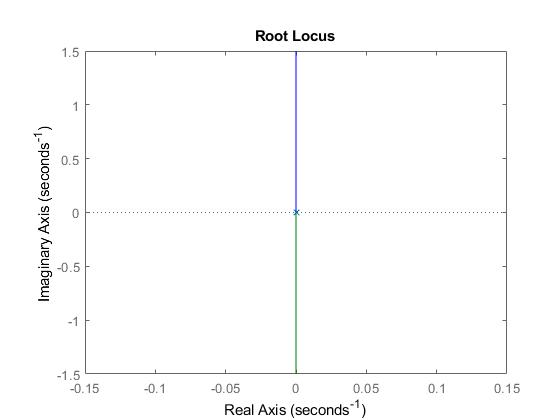 Root Locus
1.5
1
0.5
0
-0.5
-1
-1.5
Imaginary Axis (seconds⁻¹)
-0.15 -0.1 -0.05 0 0.05 0.1 0.15
Real Axis (seconds⁻¹)